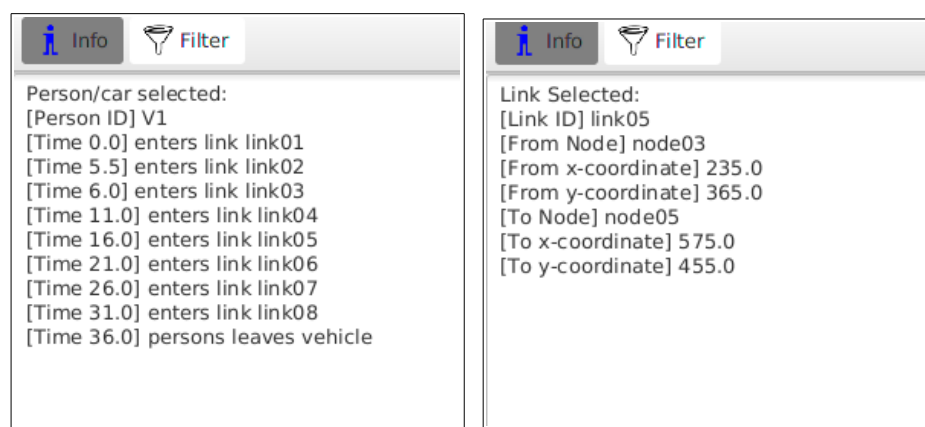 Info Filter
Person/car selected:
[Person ID] V1
[Time 0.0] enters link link01
[Time 5.5] enters link link02
[Time 6.0] enters link link03
[Time 11.0] enters link link04
[Time 16.0] enters link link05
[Time 21.0] enters link link06
[Time 26.0] enters link link07
[Time 31.0] enters link link08
[Time 36.0] persons leaves vehicle
Info Filter
Link Selected:
[Link ID] link05
[From Node] node03
[From x-coordinate] 235.0
[From y-coordinate] 365.0
[To Node] node05
[To x-coordinate] 575.0
[To y-coordinate] 455.0